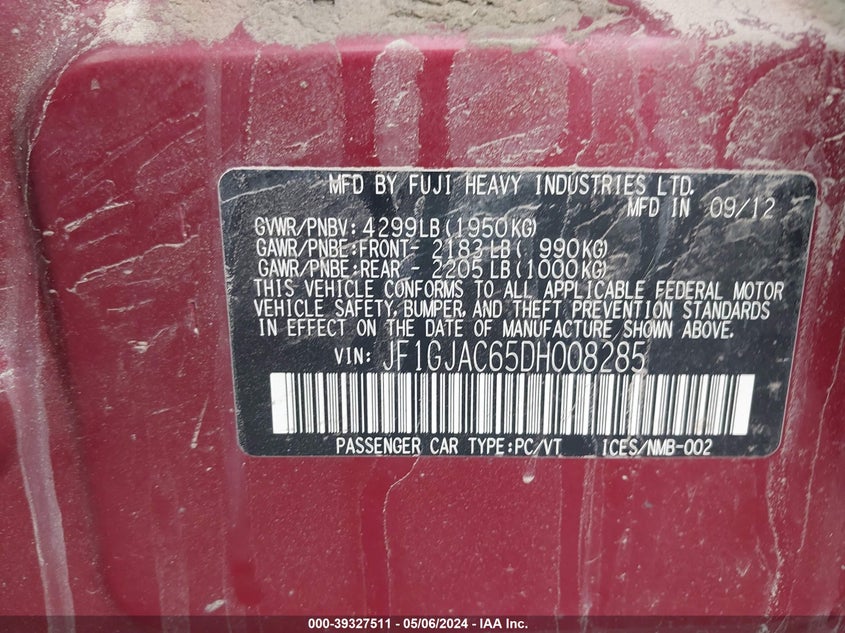 MFD BY FUJI HEAVY INDUSTRIES LTD.
MFD IN 09/12
GVWR/PNBV: 4299LB(1950KG)
GAWR/PNBE:FRONT- 2183LB( 990KG)
GAWR/PNBE:REAR - 2205LB(1000KG)
THIS VEHICLE CONFORMS TO ALL APPLICABLE FEDERAL MOTOR
VEHICLE SAFETY, BUMPER, AND THEFT PREVENTION STANDARDS
IN EFFECT ON THE DATE OF MANUFACTURE SHOWN ABOVE.
VIN: JF1GJAC65DH008285
PASSENGER CAR TYPE:PC/VT ICES/NMB-002
000-39327511 - 05/06/2024 - IAA Inc.